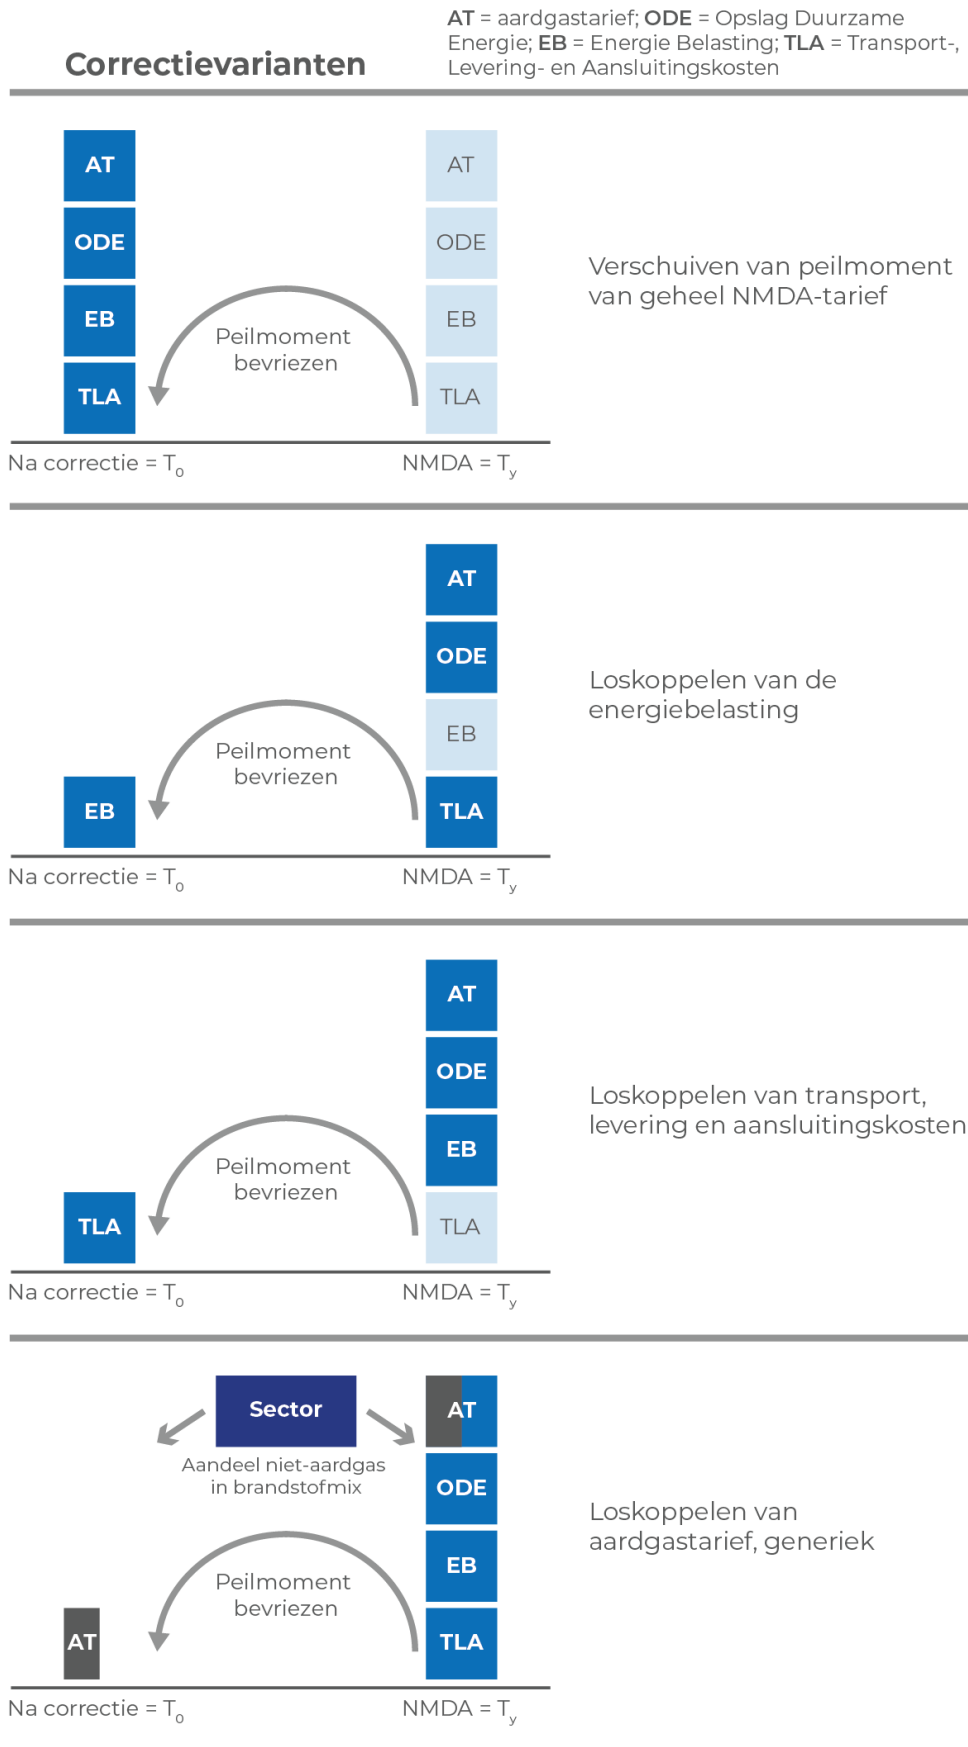 AT = aardgastarief; ODE = Opslag Duurzame
Energie; EB = Energie Belasting; TLA = Transport-,
Levering- en Aansluitingskosten
Correctievarianten
AT
ODE
EB
TLA
Peilmoment
bevriezen
AT
ODE
EB
TLA
Verschuiven van peilmoment
van geheel NMDA-tarief
Na correctie = T0
NMDA = Ty
EB
Peilmoment
bevriezen
AT
ODE
EB
TLA
Loskoppelen van de
energiebelasting
Na correctie = T0
NMDA = Ty
TLA
Peilmoment
bevriezen
AT
ODE
EB
TLA
Loskoppelen van transport,
levering en aansluitingskosten
Na correctie = T0
NMDA = Ty
Sector
Aandeel niet-aardgas
in brandstofmix
AT
Peilmoment
bevriezen
AT
ODE
EB
TLA
Loskoppelen van
aardgastarief, generiek
Na correctie = T0
NMDA = Ty